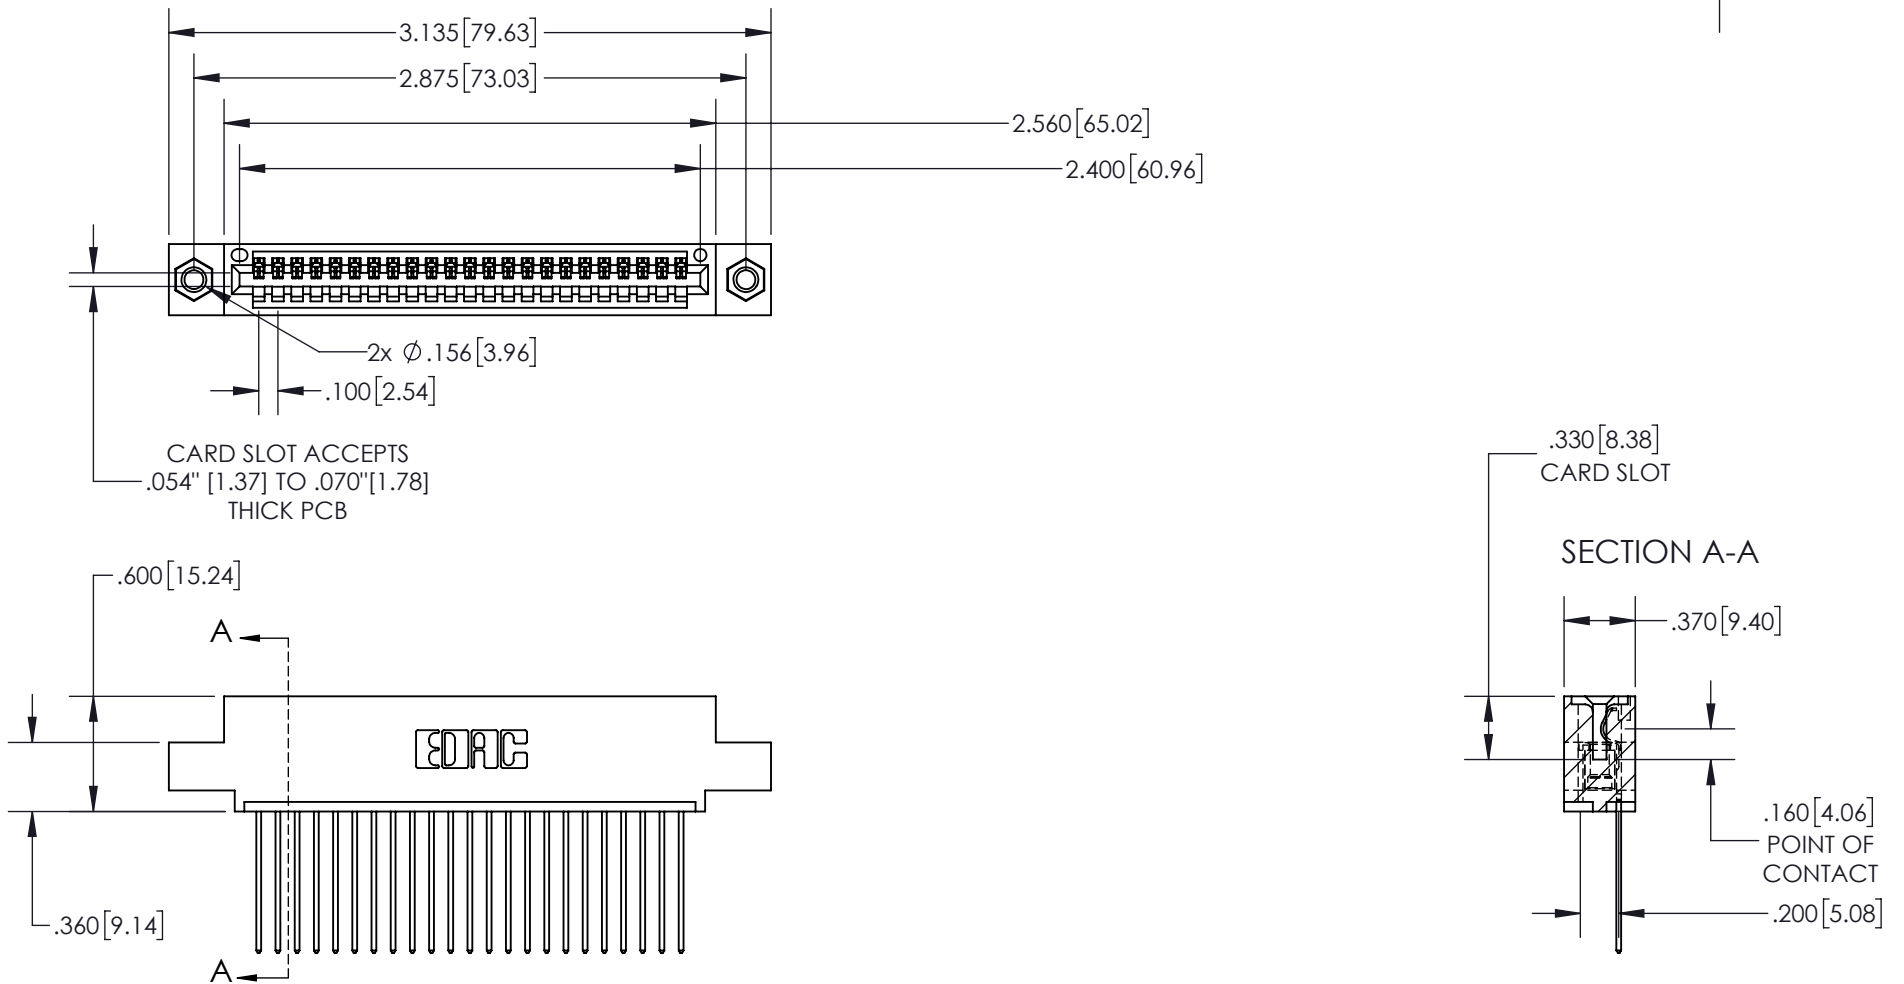 3.135[79.63]
2.875[73.03]
2.560[65.02]
2.400[60.96]
2x Ø.156[3.96]
.100[2.54]
CARD SLOT ACCEPTS
.054" [1.37] TO .070"[1.78]
THICK PCB
.330[8.38]
CARD SLOT
SECTION A-A
.600[15.24]
.370[9.40]
A
EDAC
.160[4.06]
POINT OF
CONTACT
.360[9.14]
.200[5.08]
A